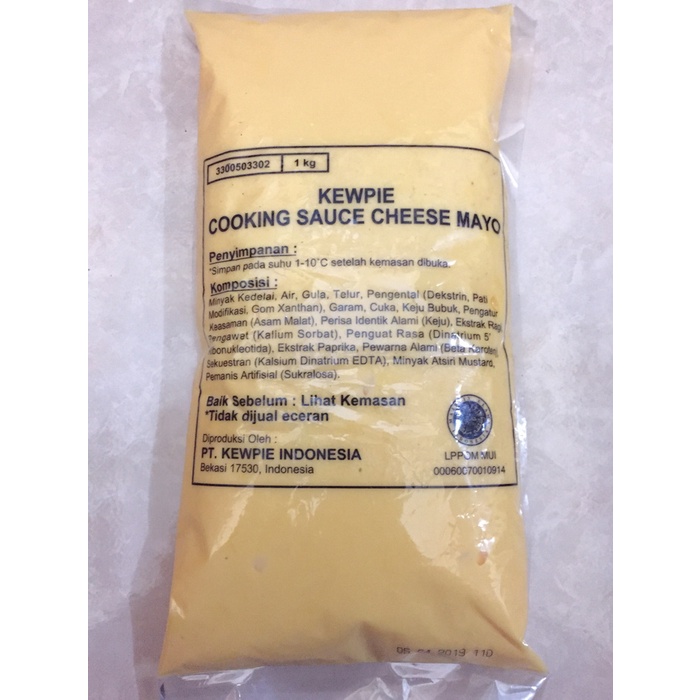 3300503302 1 kg
KEWPIE
COOKING SAUCE CHEESE MAYO
Penyimpanan :
*Simpan pada suhu 1-10°C setelah kemasan dibuka.
Komposisi :
Minyak Kedelai, Air, Gula, Telur, Pengental (Dekstrin, Pati
Modifikasi, Gom Xanthan), Garam, Cuka, Keju Bubuk, Pengatur
Keasaman (Asam Malat), Perisa Identik Alami (Keju), Ekstrak Ragi,
Pengawet (Kalium Sorbat), Penguat Rasa (Dinatrium 5'
Ribonukleotida), Ekstrak Paprika, Pewarna Alami (Beta Karoten),
Sekuestran (Kalsium Dinatrium EDTA), Minyak Atsiri Mustard,
Pemanis Artifisial (Sukralosa).
Baik Sebelum : Lihat Kemasan
*Tidak dijual eceran
Diproduksi Oleh :
PT. KEWPIE INDONESIA
Bekasi 17530, Indonesia
LPPOM MUI
00060070010914
2019 110